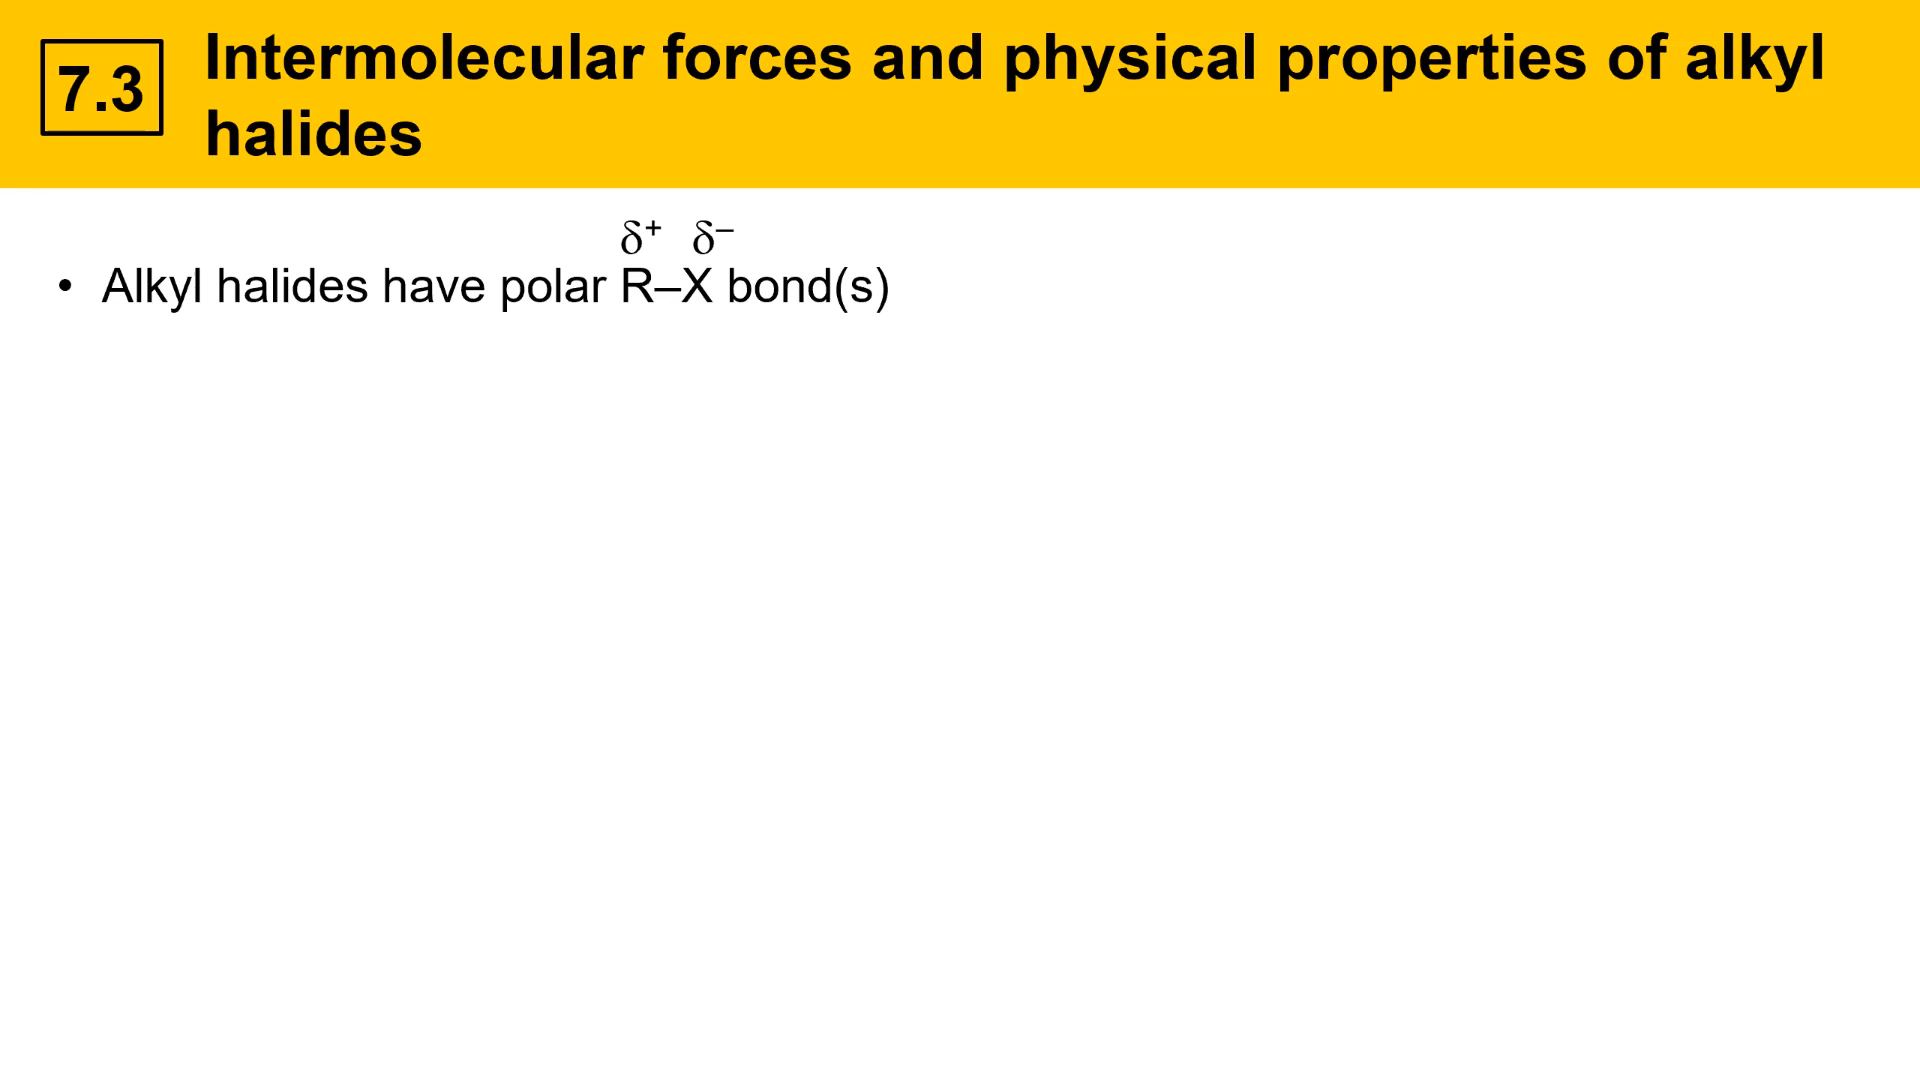 7.3
Intermolecular forces and physical properties of alkyl
halides
δ⁺ δ⁻
• Alkyl halides have polar R–X bond(s)